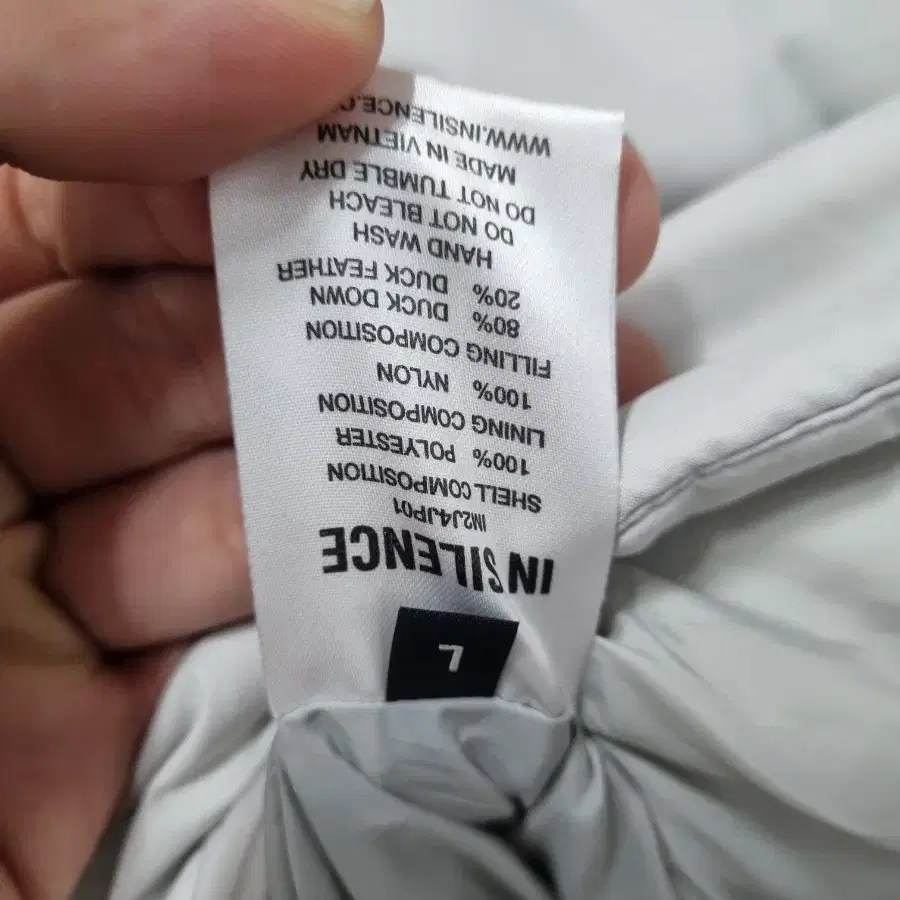 L
INSILENCE
IN2J4JP01
SHELL COMPOSITION
100% POLYESTER
LINING COMPOSITION
100% NYLON
FILLING COMPOSITION
80% DUCK DOWN
20% DUCK FEATHER
HAND WASH
DO NOT BLEACH
DO NOT TUMBLE DRY
MADE IN VIETNAM